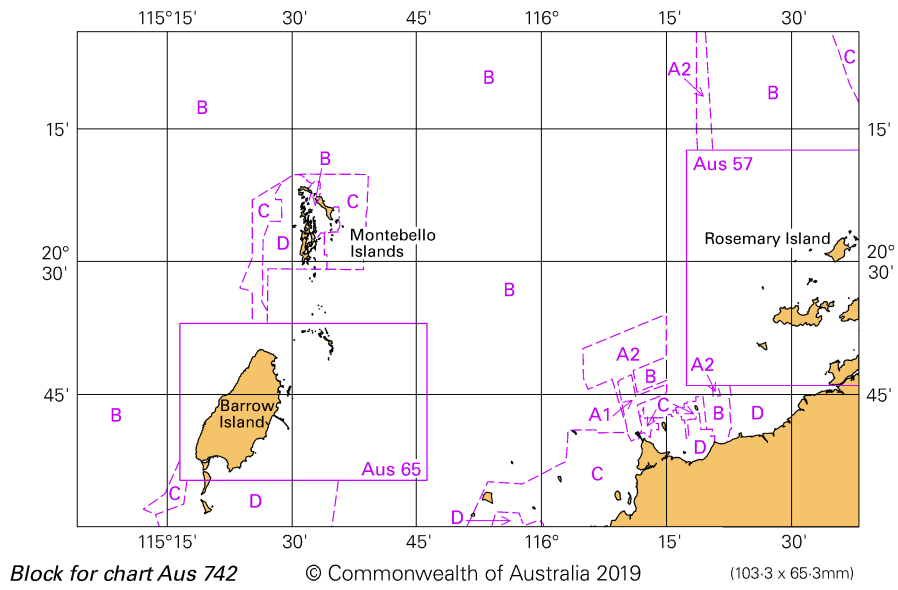 115°15' 30' 45' 116° 15' 30'
A2 C
B B B
15'
Aus 57
B
C C
D Montebello
Islands
Rosemary Island
20°
30'
20°
30'
B
A2 A2
B
45' B Barrow
Island
A1 C B D 45'
D
Aus 65
C
C D
D
115°15' 30' 45' 116° 15' 30'
Block for chart Aus 742 © Commonwealth of Australia 2019 (103·3 x 65·3mm)